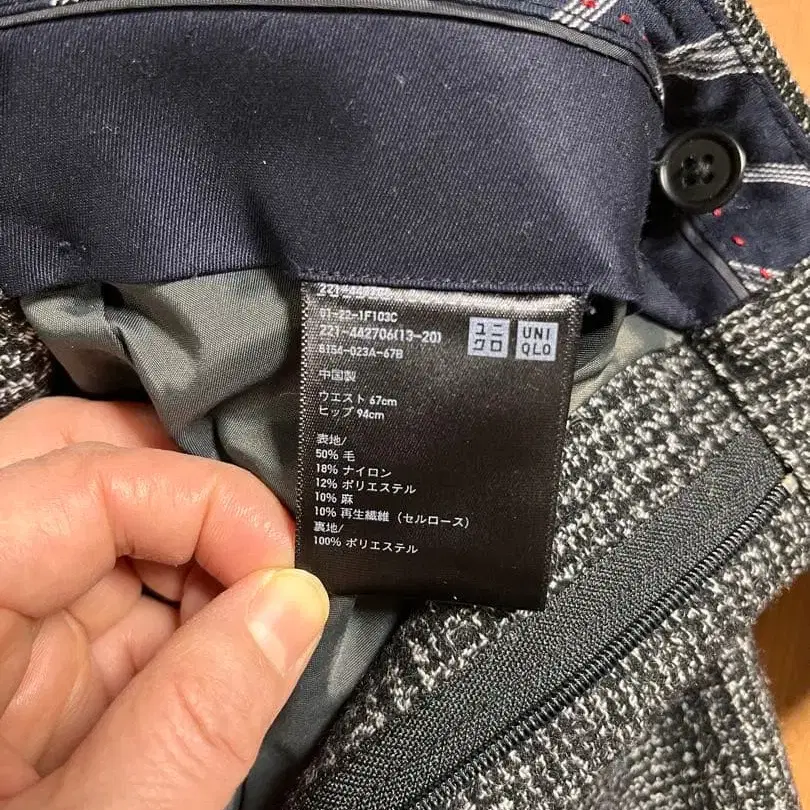 01-22-1F103C
221-442706(13-20)
6154-023A-67B
ユニ
クロ
UNI
QLO
中国製
ウエスト 67cm
ヒップ 94cm
表地/
50% 毛
18% ナイロン
12% ポリエステル
10% 麻
10% 再生繊維（セルロース）
裏地/
100% ポリエステル